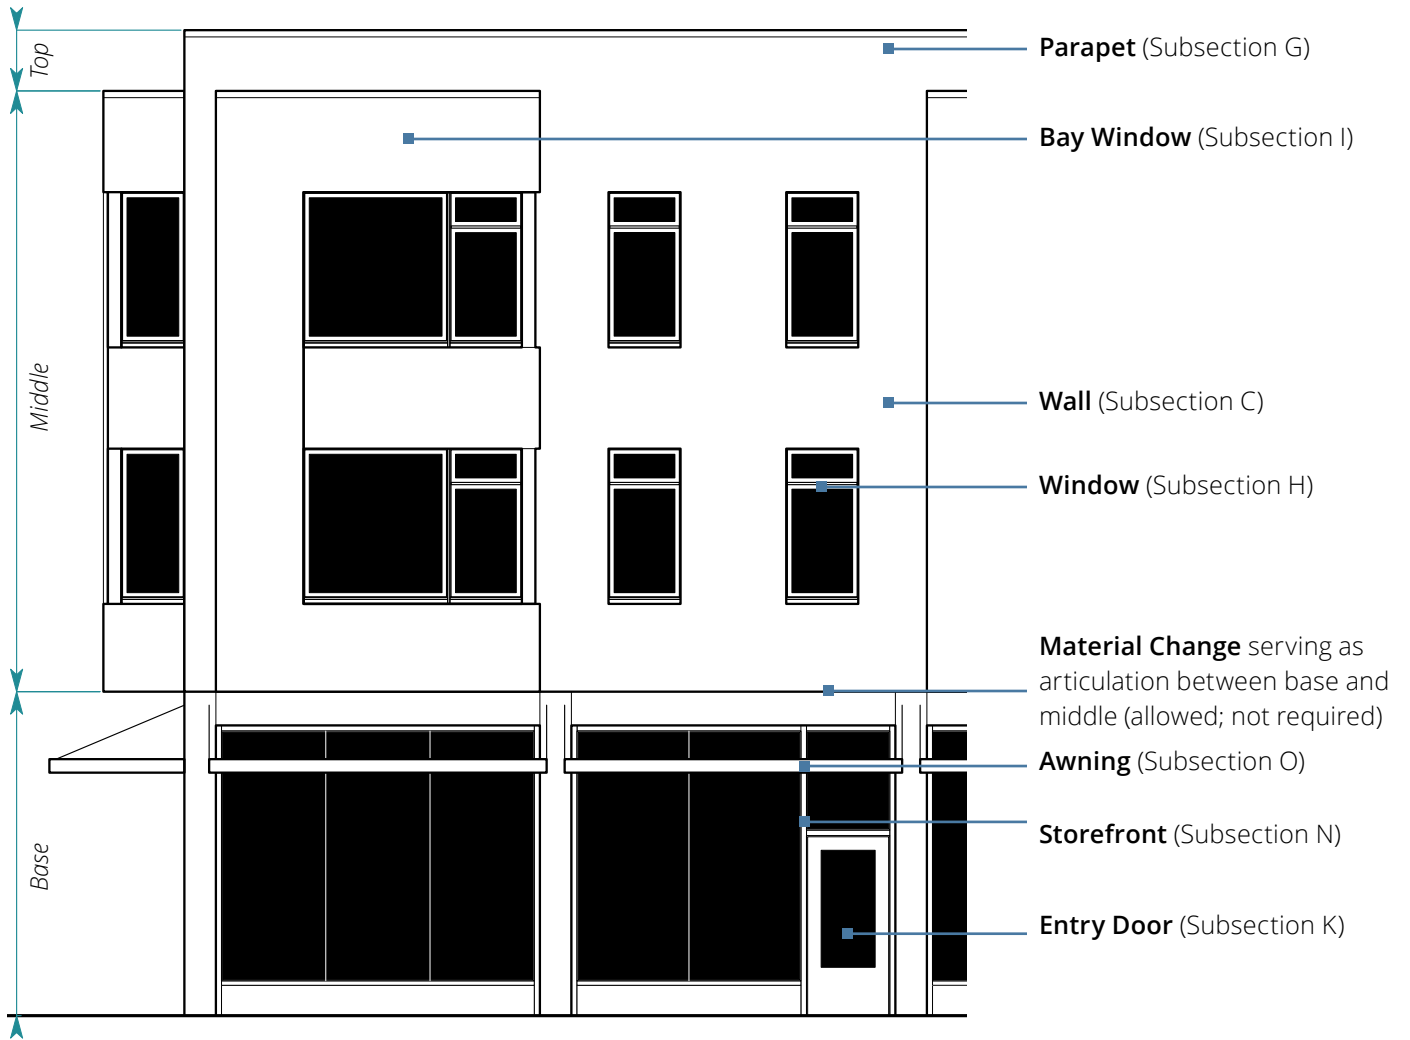 Top
Parapet (Subsection G)
Bay Window (Subsection I)
Middle
Wall (Subsection C)
Window (Subsection H)
Material Change serving as
articulation between base and
middle (allowed; not required)
Awning (Subsection O)
Storefront (Subsection N)
Base
Entry Door (Subsection K)